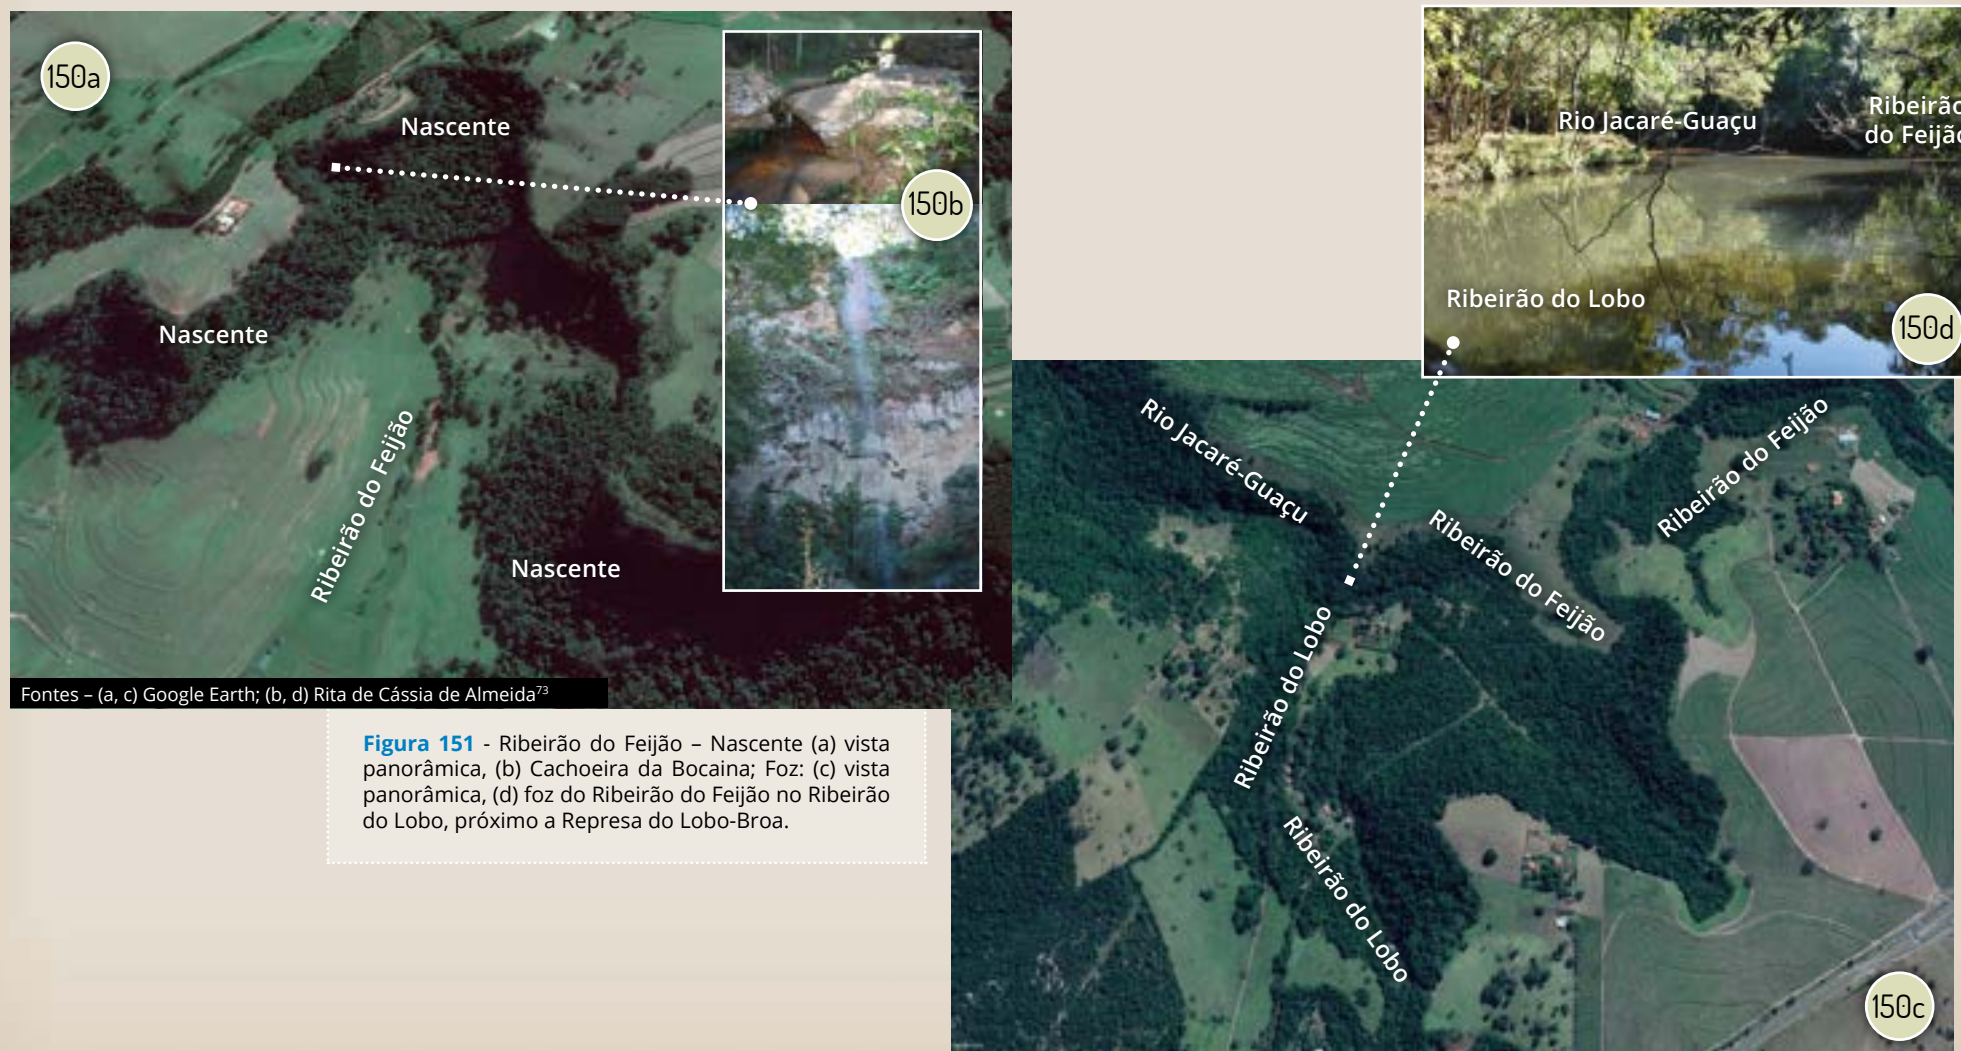 150a
Nascente
Nascente
Ribeirão do Feijão
Nascente
150b
Fontes – (a, c) Google Earth; (b, d) Rita de Cássia de Almeida⁷³
Figura 151 - Ribeirão do Feijão – Nascente (a) vista
panorâmica, (b) Cachoeira da Bocaina; Foz: (c) vista
panorâmica, (d) foz do Ribeirão do Feijão no Ribeirão
do Lobo, próximo a Represa do Lobo-Broa.
Rio Jacaré-Guaçu
Ribeirão
do Feijão
Ribeirão do Lobo
150d
Rio Jacaré-Guaçu
Ribeirão do Feijão
Ribeirão do Feijão
Ribeirão do Lobo
Ribeirão do Lobo
150c